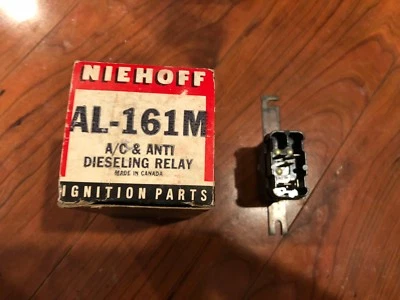 NIEHOFF
AL-161M
A/C & ANTI
DIESELING RELAY
MADE IN CANADA
IGNITION PARTS